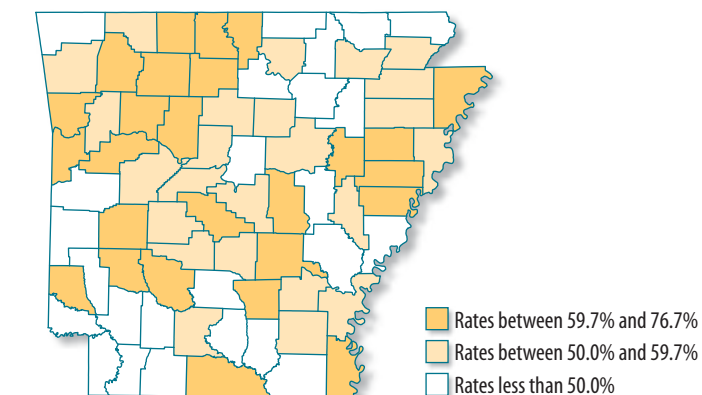 Rates between 59.7% and 76.7%
Rates between 50.0% and 59.7%
Rates less than 50.0%